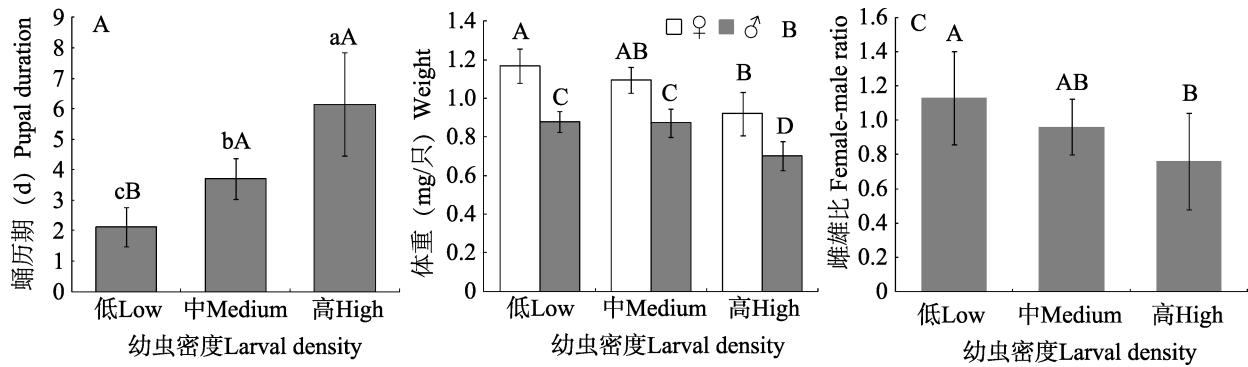 A
蛹历期（d）Pupal duration
9
8
7
6
5
4
3
2
1
0
cB
bA
aA
低Low
中Medium
高High
幼虫密度Larval density
♀ ♂ B
体重（mg/只）Weight
1.4
1.2
1.0
0.8
0.6
0.4
0.2
0.0
A
C
AB
C
B
D
低Low
中Medium
高High
幼虫密度Larval density
C
雌雄比 Female-male ratio
1.6
1.4
1.2
1.0
0.8
0.6
0.4
0.2
0.0
A
AB
B
低Low
中Medium
高High
幼虫密度Larval density